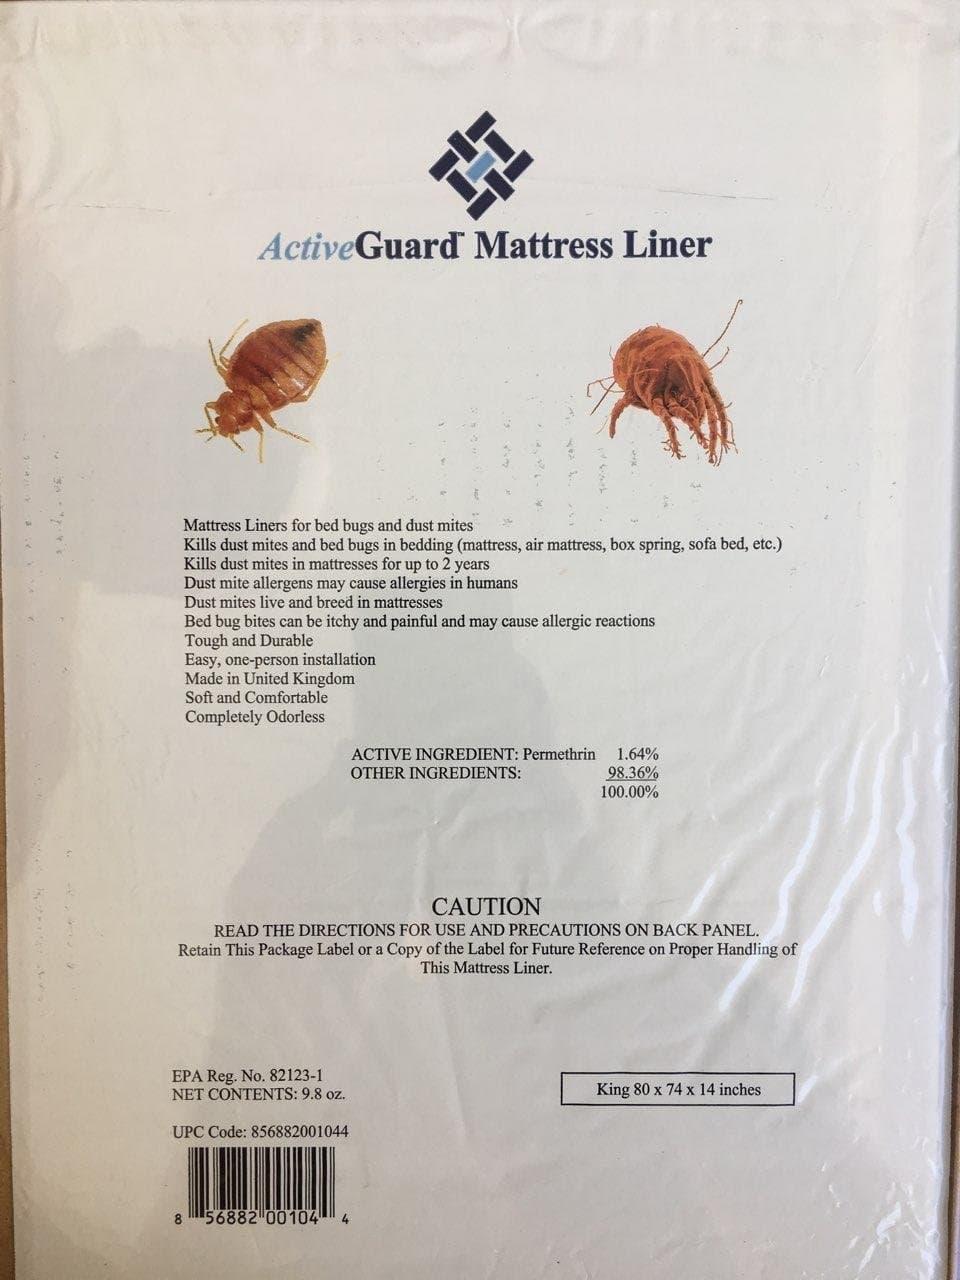 ActiveGuard™ Mattress Liner
Mattress Liners for bed bugs and dust mites
Kills dust mites and bed bugs in bedding (mattress, air mattress, box spring, sofa bed, etc.)
Kills dust mites in mattresses for up to 2 years
Dust mite allergens may cause allergies in humans
Dust mites live and breed in mattresses
Bed bug bites can be itchy and painful and may cause allergic reactions
Tough and Durable
Easy, one-person installation
Made in United Kingdom
Soft and Comfortable
Completely Odorless
ACTIVE INGREDIENT: Permethrin 1.64%
OTHER INGREDIENTS: 98.36%
100.00%
CAUTION
READ THE DIRECTIONS FOR USE AND PRECAUTIONS ON BACK PANEL.
Retain This Package Label or a Copy of the Label for Future Reference on Proper Handling of
This Mattress Liner.
EPA Reg. No. 82123-1
NET CONTENTS: 9.8 oz.
King 80 x 74 x 14 inches
UPC Code: 856882001044
8 56882 00104 4